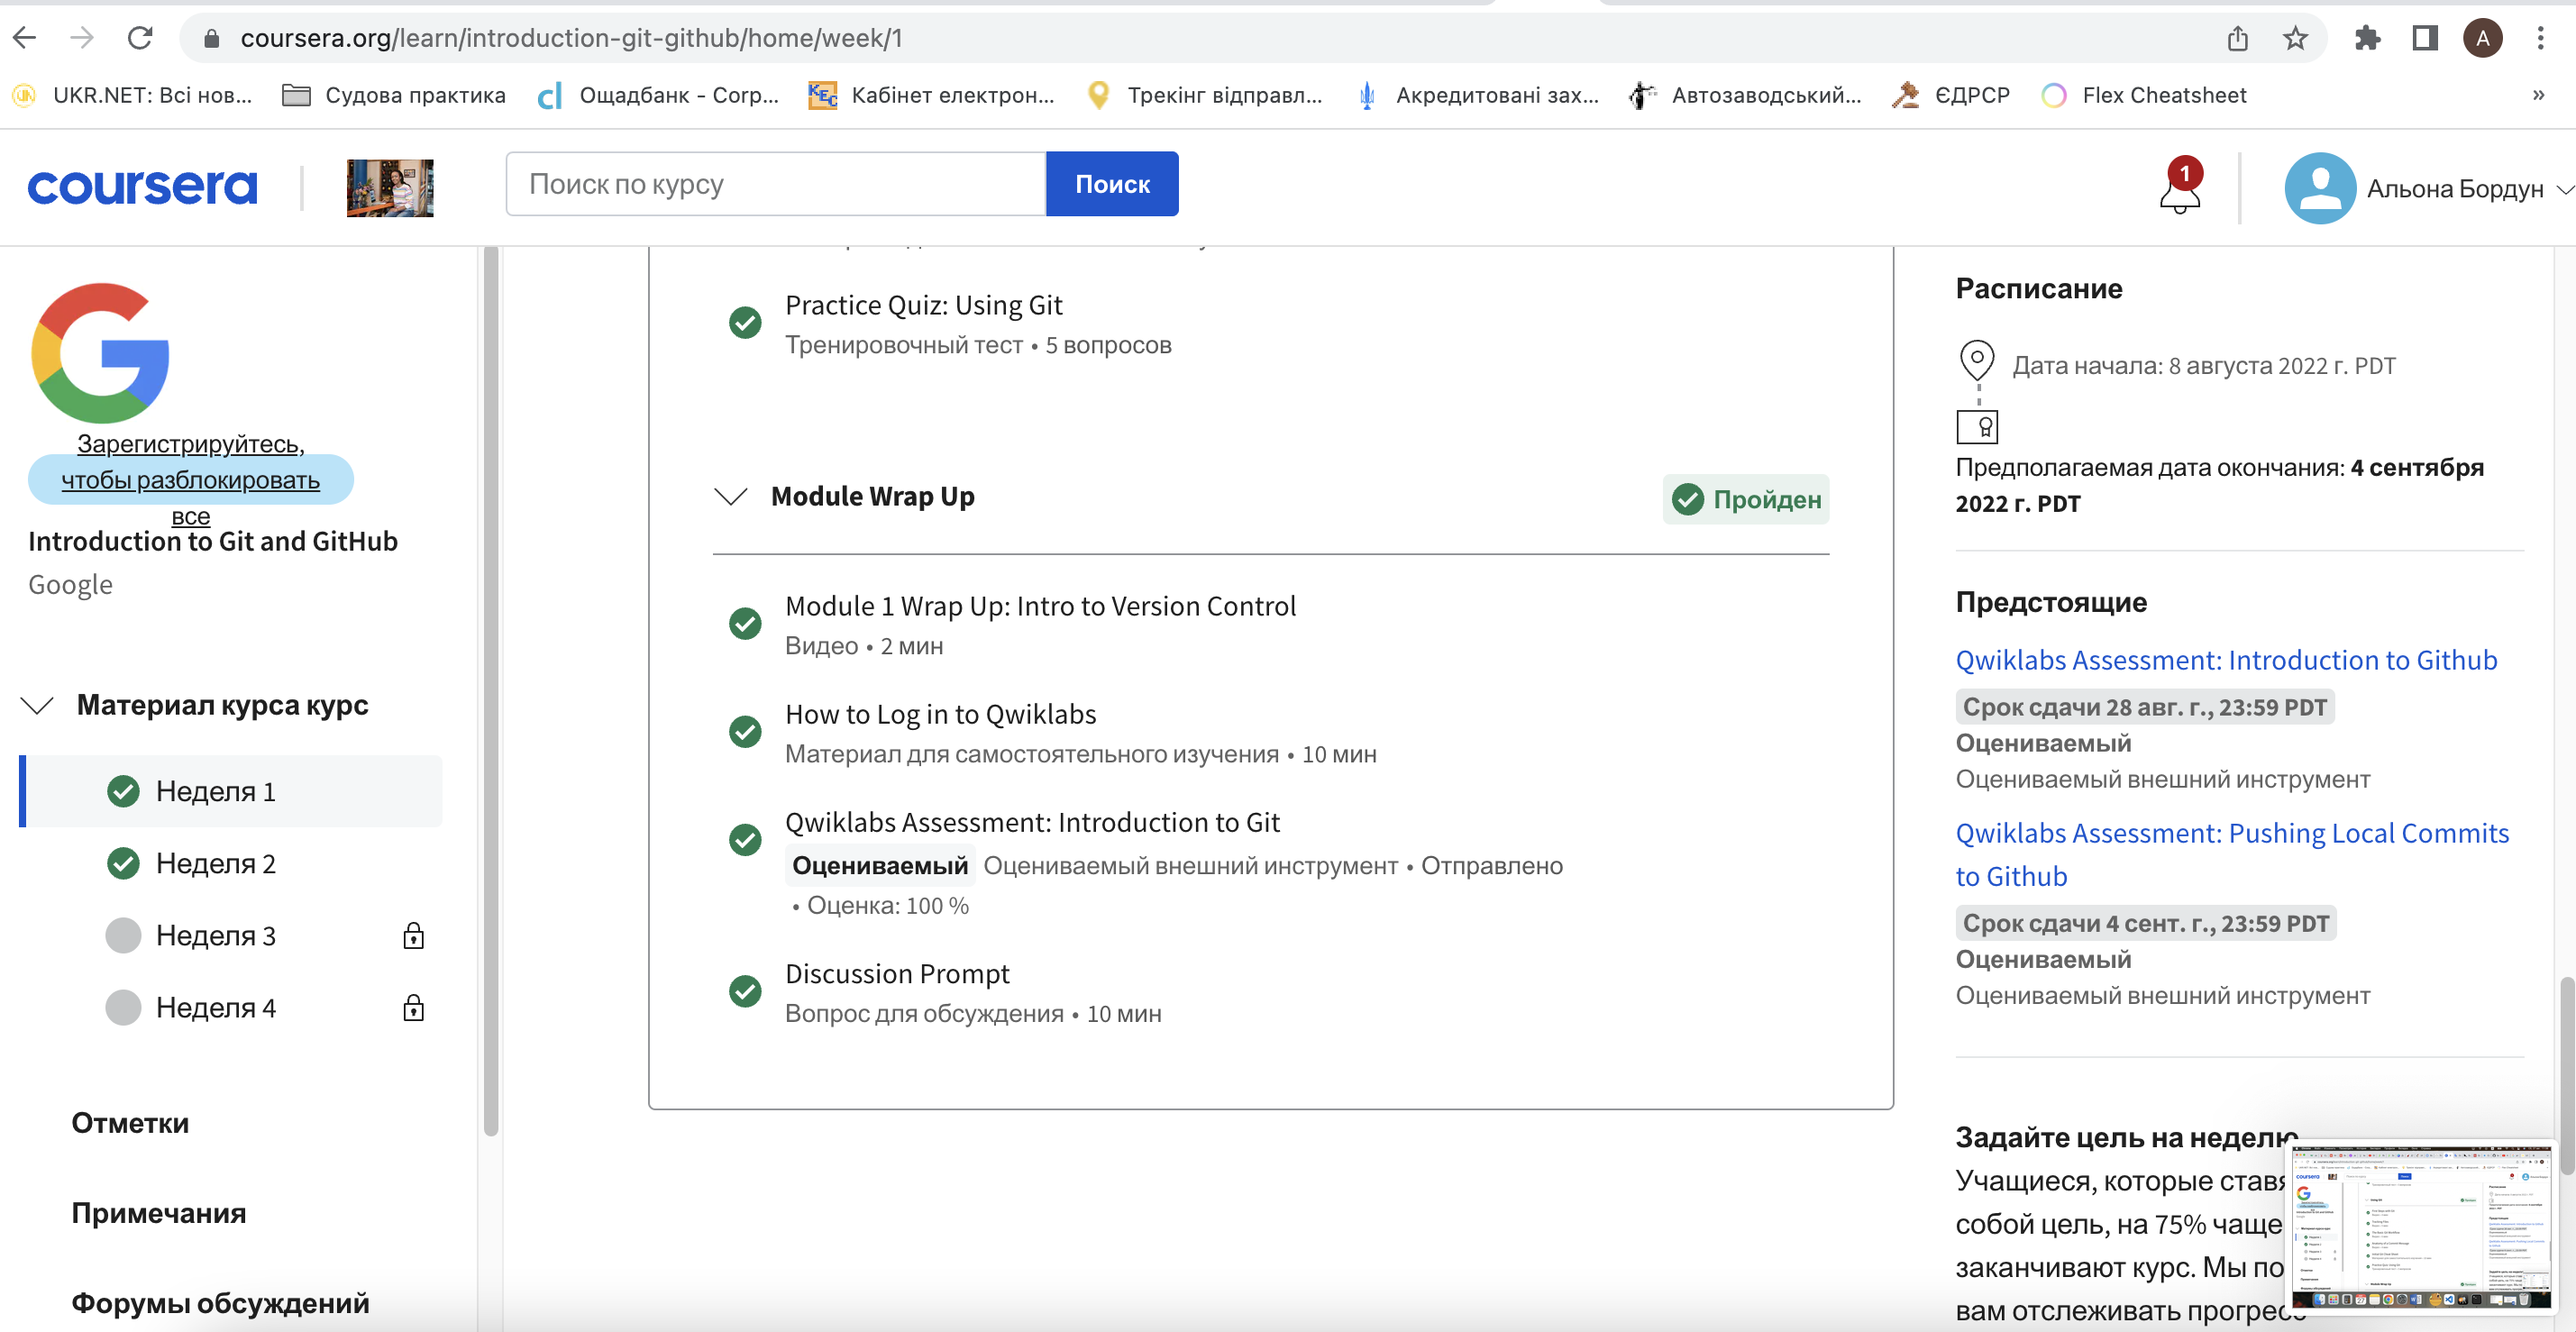 coursera.org/learn/introduction-git-github/home/week/1
A
UKR.NET: Всі нов...
Судова практика
Ощадбанк - Corp...
КЕС
Кабінет електрон...
Трекінг відправл...
Акредитовані зах...
Автозаводський...
ЄДРСР
Flex Cheatsheet
»
coursera
Поиск по курсу
Поиск
1
Альона Бордун
Зарегистрируйтесь,
чтобы разблокировать
все
Introduction to Git and GitHub
Google
Материал курса курс
Неделя 1
Неделя 2
Неделя 3
Неделя 4
Отметки
Примечания
Форумы обсуждений
Practice Quiz: Using Git
Тренировочный тест • 5 вопросов
Module Wrap Up
Пройден
Module 1 Wrap Up: Intro to Version Control
Видео • 2 мин
How to Log in to Qwiklabs
Материал для самостоятельного изучения • 10 мин
Qwiklabs Assessment: Introduction to Git
Оцениваемый Оцениваемый внешний инструмент • Отправлено
• Оценка: 100 %
Discussion Prompt
Вопрос для обсуждения • 10 мин
Расписание
Дата начала: 8 августа 2022 г. PDT
Предполагаемая дата окончания: 4 сентября
2022 г. PDT
Предстоящие
Qwiklabs Assessment: Introduction to Github
Срок сдачи 28 авг. г., 23:59 PDT
Оцениваемый
Оцениваемый внешний инструмент
Qwiklabs Assessment: Pushing Local Commits
to Github
Срок сдачи 4 сент. г., 23:59 PDT
Оцениваемый
Оцениваемый внешний инструмент
Задайте цель на неделю
Учащиеся, которые ставя
собой цель, на 75% чаще
заканчивают курс. Мы по
вам отслеживать прогресс